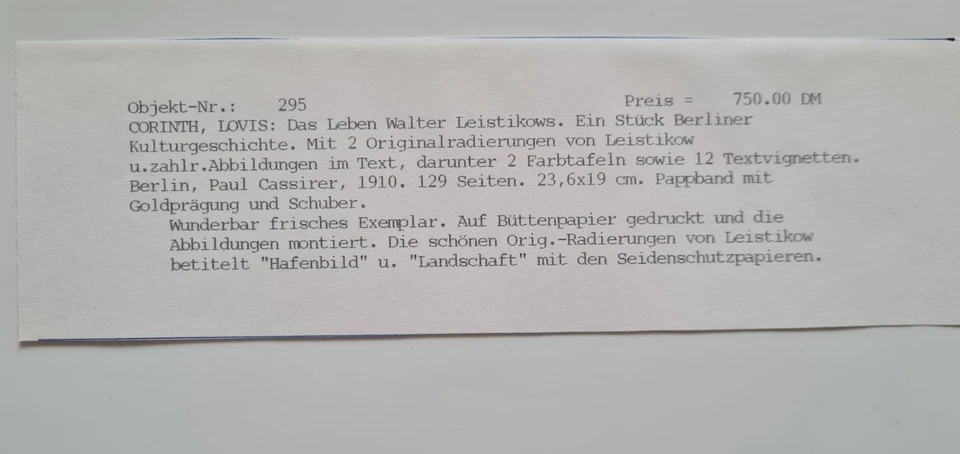 Objekt-Nr.: 295 Preis = 750.00 DM
CORINTH, LOVIS: Das Leben Walter Leistikows. Ein Stück Berliner
Kulturgeschichte. Mit 2 Originalradierungen von Leistikow
u.zahlr.Abbildungen im Text, darunter 2 Farbtafeln sowie 12 Textvignetten.
Berlin, Paul Cassirer, 1910. 129 Seiten. 23,6x19 cm. Pappband mit
Goldprägung und Schuber.
Wunderbar frisches Exemplar. Auf Büttenpapier gedruckt und die
Abbildungen montiert. Die schönen Orig.-Radierungen von Leistikow
betitelt "Hafenbild" u. "Landschaft" mit den Seidenschutzpapieren.